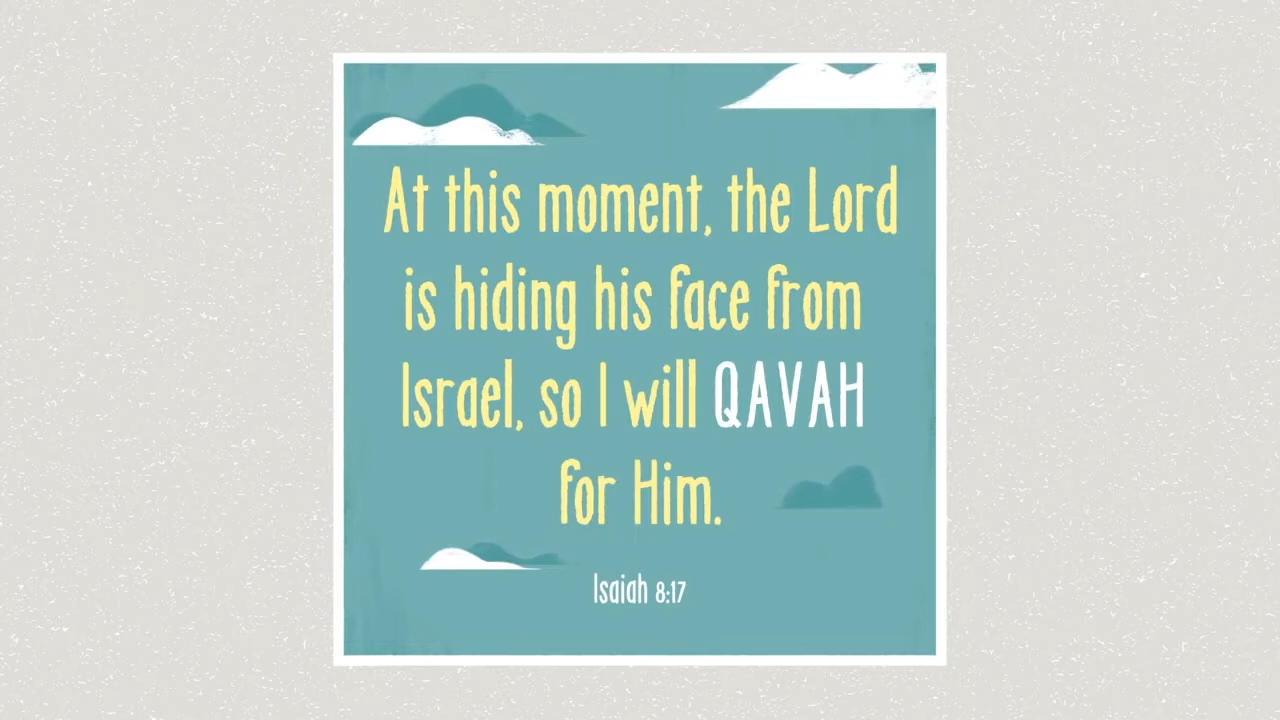 At this moment, the Lord
is hiding his face from
Israel, so I will QAVAH
for Him.
Isaiah 8:17